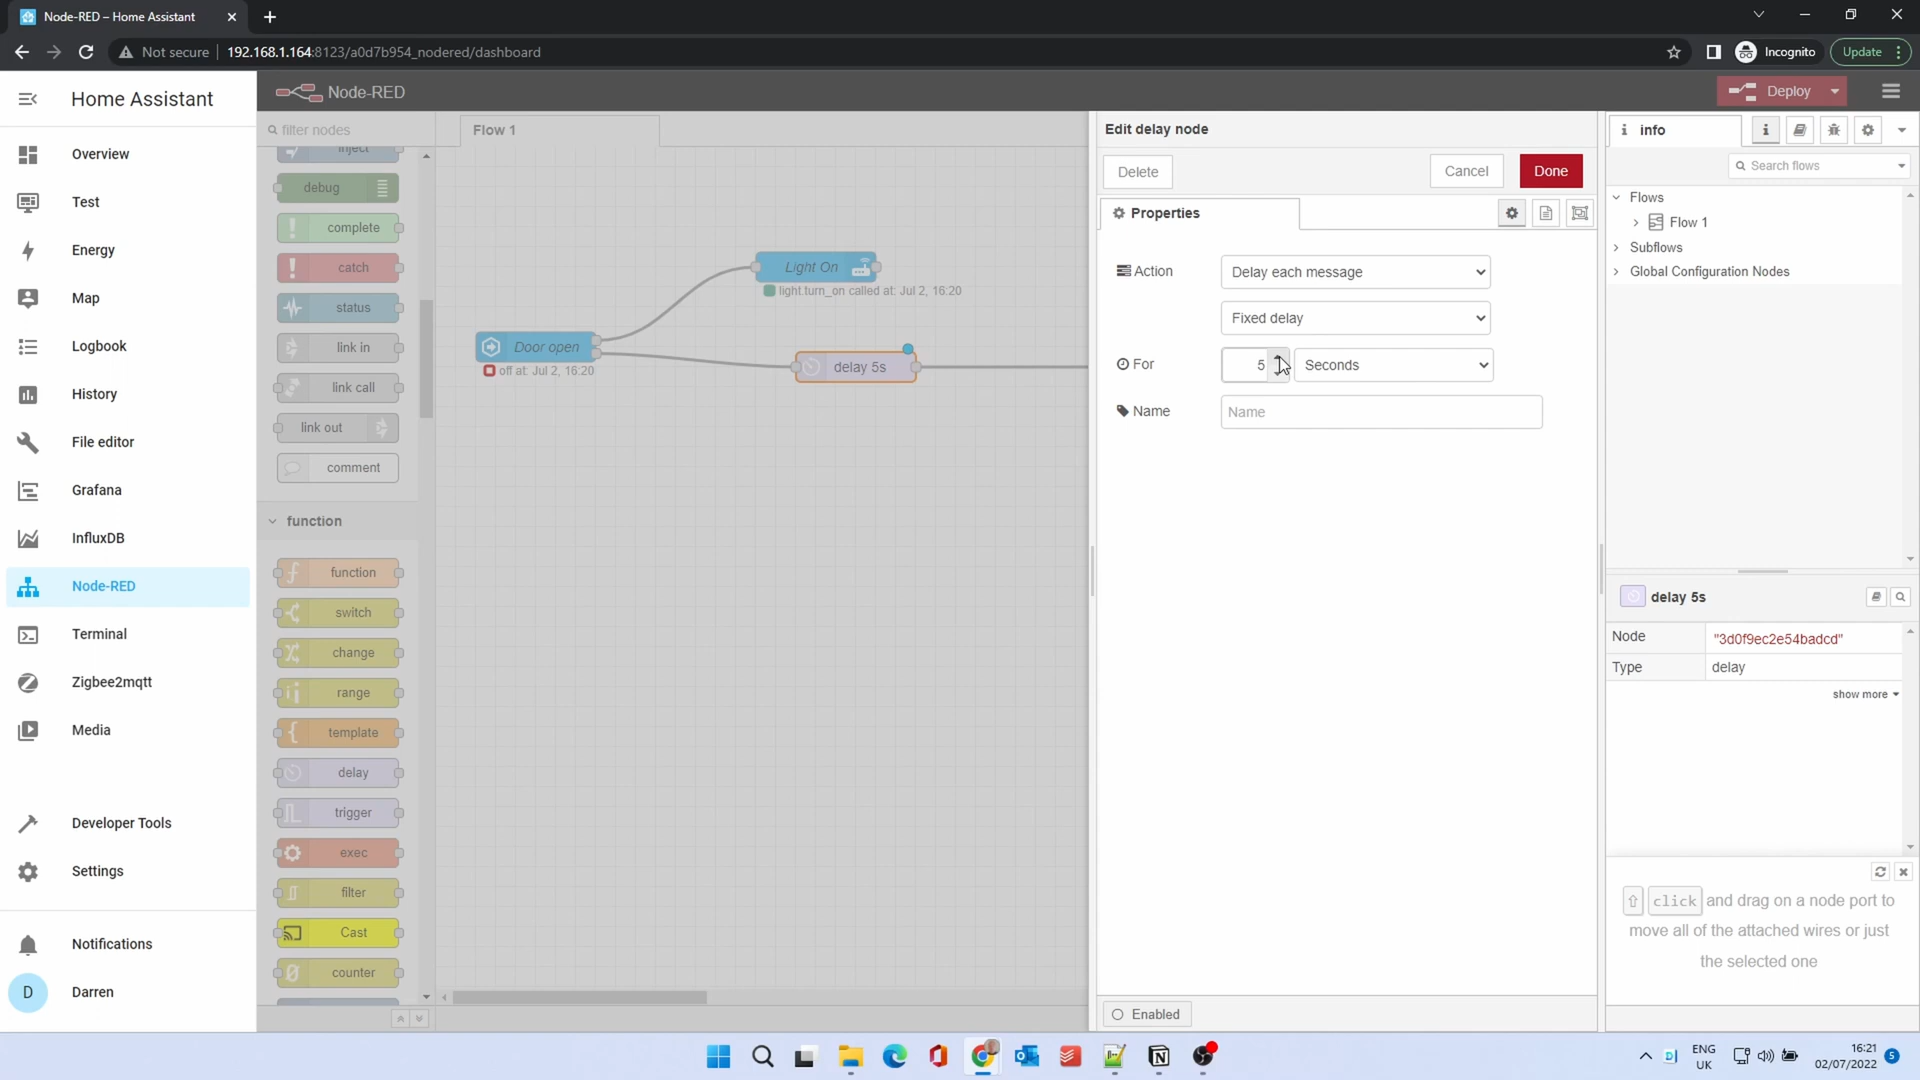 Node-RED – Home Assistant
Not secure
192.168.1.164:8123/a0d7b954_nodered/dashboard
Incognito
Update
Home Assistant
Overview
Test
Energy
Map
Logbook
History
File editor
Grafana
InfluxDB
Node-RED
Terminal
Zigbee2mqtt
Media
Developer Tools
Settings
Notifications
D
Darren
Node-RED
Deploy
filter nodes
inject
debug
complete
catch
status
link in
link call
link out
comment
function
function
switch
change
range
template
delay
trigger
exec
filter
Cast
counter
Flow 1
Light On
light.turn_on called at: Jul 2, 16:20
Door open
off at: Jul 2, 16:20
delay 5s
Edit delay node
Delete
Cancel
Done
Properties
Action
Delay each message
Fixed delay
For
5
Seconds
Name
Name
Enabled
info
Search flows
Flows
Flow 1
Subflows
Global Configuration Nodes
delay 5s
Node
"3d0f9ec2e54badcd"
Type
delay
show more
click and drag on a node port to
move all of the attached wires or just
the selected one
ENG
UK
16:21
02/07/2022
5